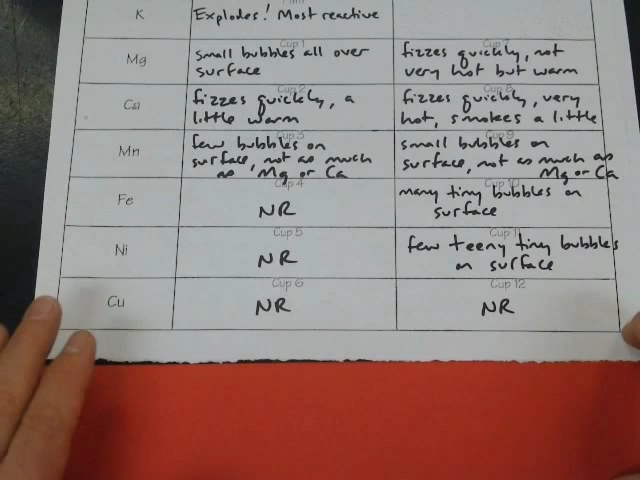 K
Explodes! Most reactive
Mg
Cup 1
small bubbles all over
surface
Cup 7
fizzes quickly, not
very hot but warm
Ca
Cup 2
fizzes quickly, a
little warm
Cup 8
fizzes quickly, very
hot, smokes a little
Mn
Cup 3
few bubbles on
surface, not as much
as Mg or Ca
Cup 9
small bubbles on
surface, not as much as
Mg or Ca
Fe
Cup 4
NR
Cup 10
many tiny bubbles on
surface
Ni
Cup 5
NR
Cup 11
few teeny tiny bubbles
on surface
Cu
Cup 6
NR
Cup 12
NR